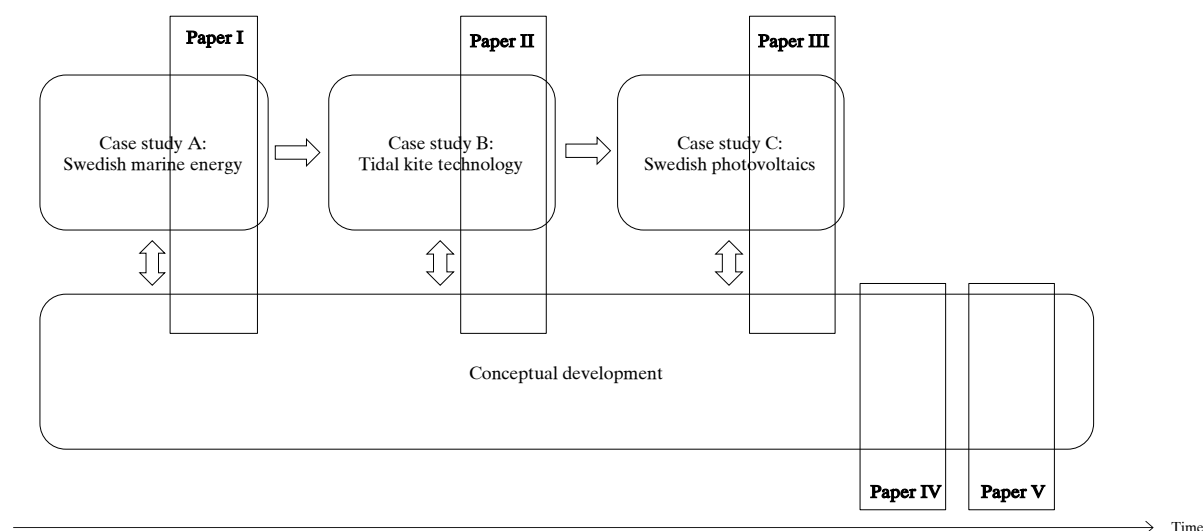 Paper I
Paper II
Paper III
Case study A:
Swedish marine energy
Case study B:
Tidal kite technology
Case study C:
Swedish photovoltaics
Conceptual development
Paper IV
Paper V
Time